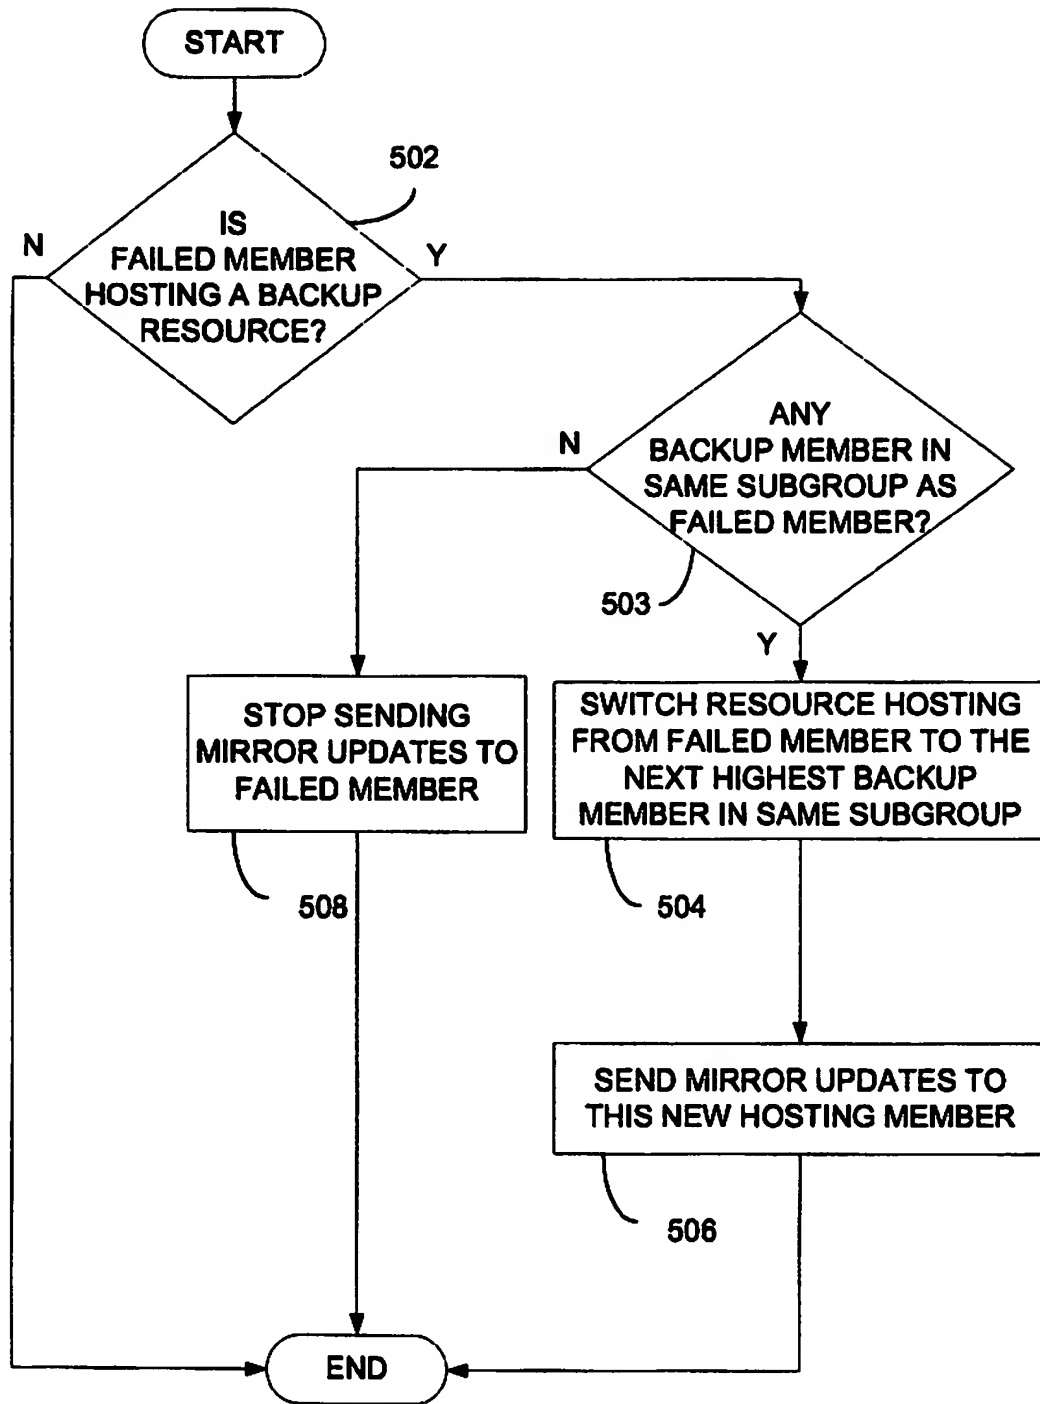 START
502
IS
FAILED MEMBER
HOSTING A BACKUP
RESOURCE?
N
Y
ANY
BACKUP MEMBER IN
SAME SUBGROUP AS
FAILED MEMBER?
N
503
Y
STOP SENDING
MIRROR UPDATES TO
FAILED MEMBER
508
SWITCH RESOURCE HOSTING
FROM FAILED MEMBER TO THE
NEXT HIGHEST BACKUP
MEMBER IN SAME SUBGROUP
504
SEND MIRROR UPDATES TO
THIS NEW HOSTING MEMBER
506
END